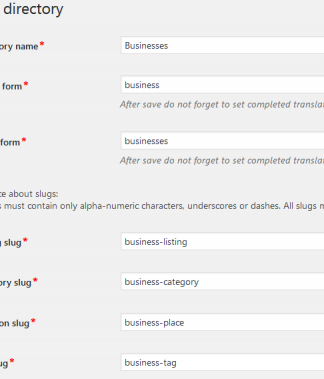 directory
ory name* Businesses
form* business
After save do not forget to set completed transla
form* businesses
After save do not forget to set completed transla
ce about slugs:
s must contain only alpha-numeric characters, underscores or dashes. All slugs m
g slug* business-listing
ory slug* business-category
on slug* business-place
ug* business-tag